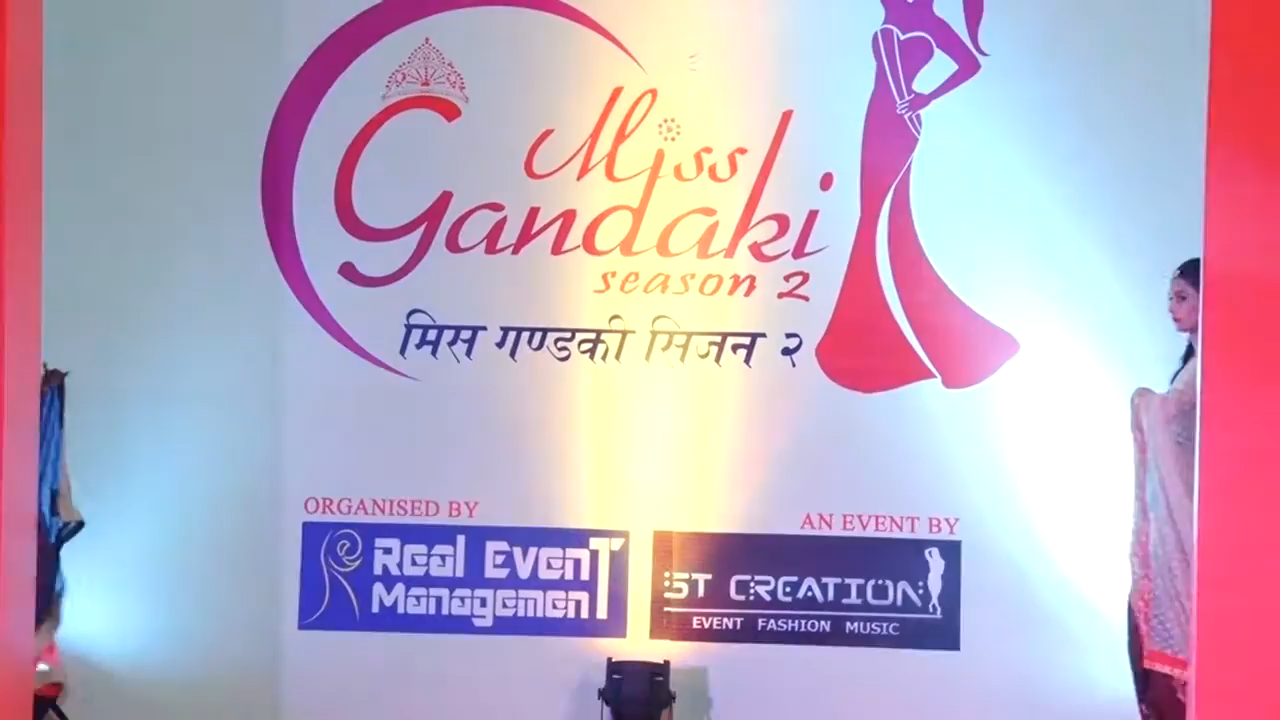 Miss
Gandaki
season 2
मिस गण्डकी सिजन २
ORGANISED BY
Real Event
Management
AN EVENT BY
ST CREATION
EVENT FASHION MUSIC